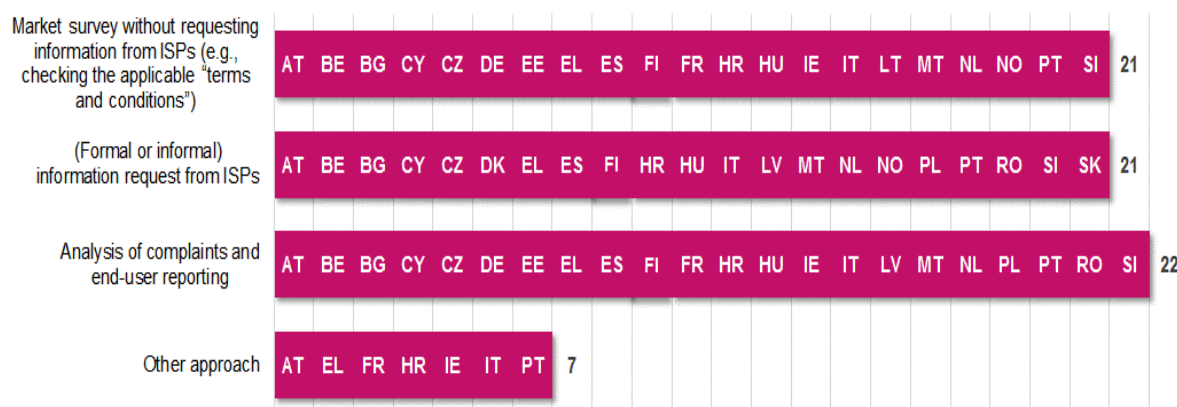 Market survey without requesting
information from ISPs (e.g.,
checking the applicable “terms
and conditions”)
AT BE BG CY CZ DE EE EL ES FI FR HR HU IE IT LT MT NL NO PT SI 21
(Formal or informal)
information request from ISPs
AT BE BG CY CZ DK EL ES FI HR HU IT LV MT NL NO PL PT RO SI SK 21
Analysis of complaints and
end-user reporting
AT BE BG CY CZ DE EE EL ES FI FR HR HU IE IT LV MT NL PL PT RO SI 22
Other approach
AT EL FR HR IE IT PT 7